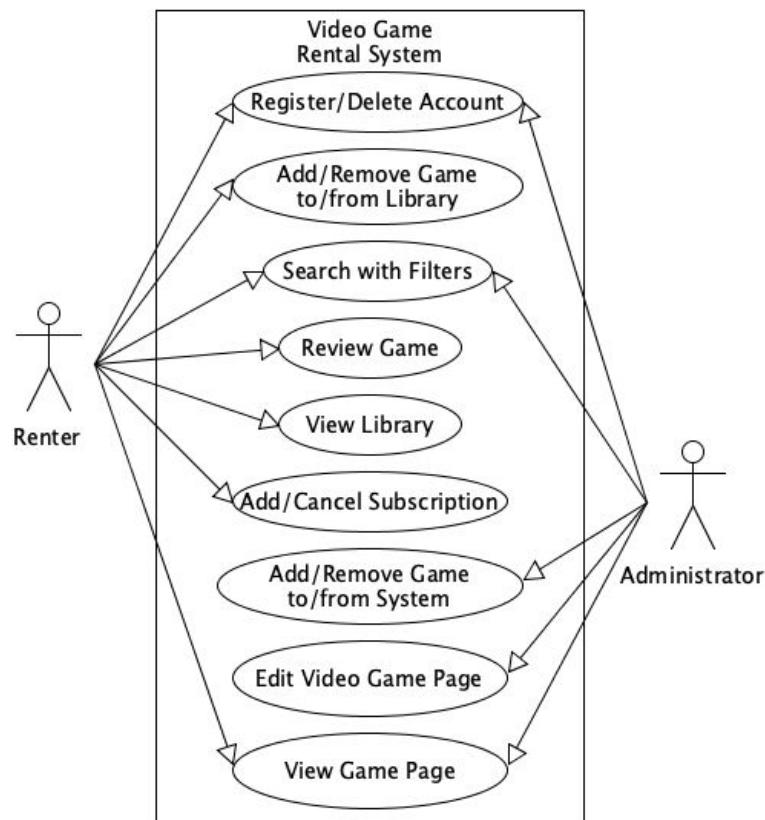 Video Game
Rental System
Register/Delete Account
Add/Remove Game
to/from Library
Search with Filters
Review Game
Renter
View Library
Add/Cancel Subscription
Add/Remove Game
to/from System
Administrator
Edit Video Game Page
View Game Page